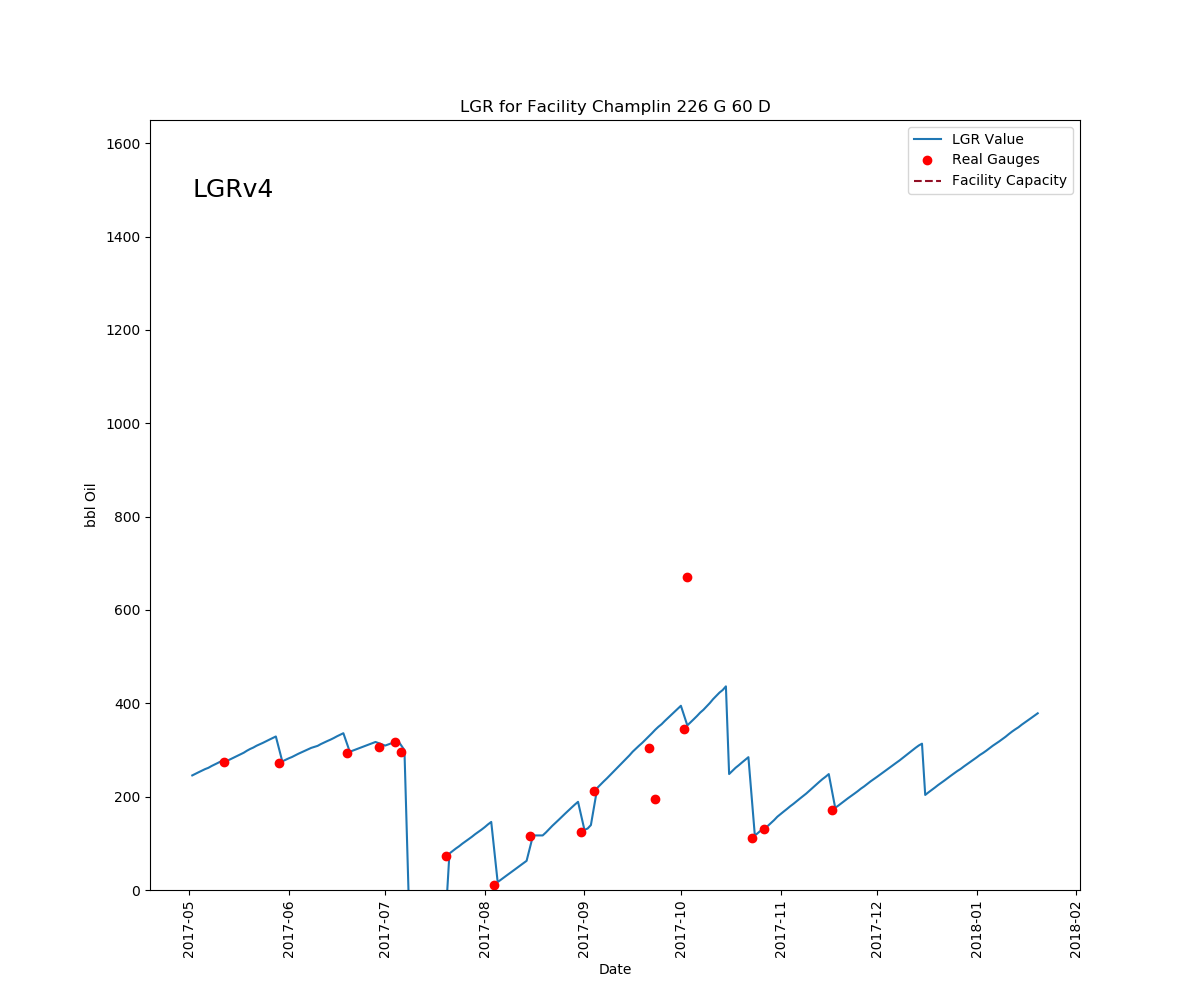 LGR for Facility Champlin 226 G 60 D
LGRv4
LGR Value
Real Gauges
Facility Capacity
bbl Oil
1600
1400
1200
1000
800
600
400
200
0
2017-05
2017-06
2017-07
2017-08
2017-09
2017-10
2017-11
2017-12
2018-01
2018-02
Date